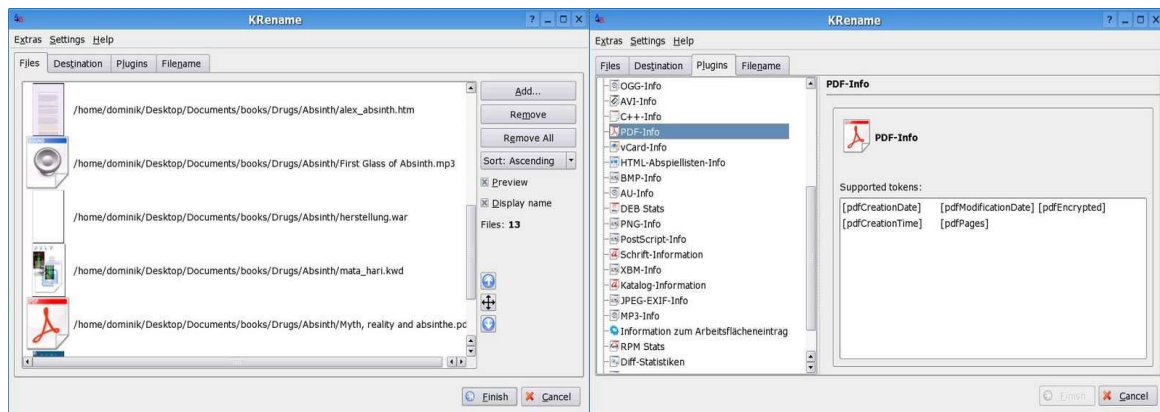 KRename
Extras Settings Help
Files Destination Plugins Filename
/home/dominik/Desktop/Documents/books/Drugs/Absinth/alex_absinth.htm
/home/dominik/Desktop/Documents/books/Drugs/Absinth/First Glass of Absinth.mp3
/home/dominik/Desktop/Documents/books/Drugs/Absinth/herstellung.war
/home/dominik/Desktop/Documents/books/Drugs/Absinth/mata_hari.kwd
/home/dominik/Desktop/Documents/books/Drugs/Absinth/Myth, reality and absinthe.pd
Add...
Remove
Remove All
Sort: Ascending
Preview
Display name
Files: 13
Finish Cancel
KRename
Extras Settings Help
Files Destination Plugins Filename
OGG-Info
AVI-Info
C++-Info
PDF-Info
vCard-Info
HTML-Abspiellisten-Info
BMP-Info
AU-Info
DEB Stats
PNG-Info
PostScript-Info
Schrift-Information
XBM-Info
Katalog-Information
JPEG-EXIF-Info
MP3-Info
Information zum Arbeitsflächeneintrag
RPM Stats
Diff-Statistiken
PDF-Info
PDF-Info
Supported tokens:
[pdfCreationDate] [pdfModificationDate] [pdfEncrypted]
[pdfCreationTime] [pdfPages]
Finish Cancel